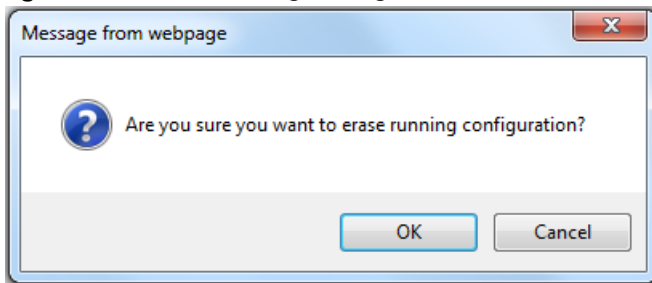 Message from webpage
Are you sure you want to erase running configuration?
OK
Cancel